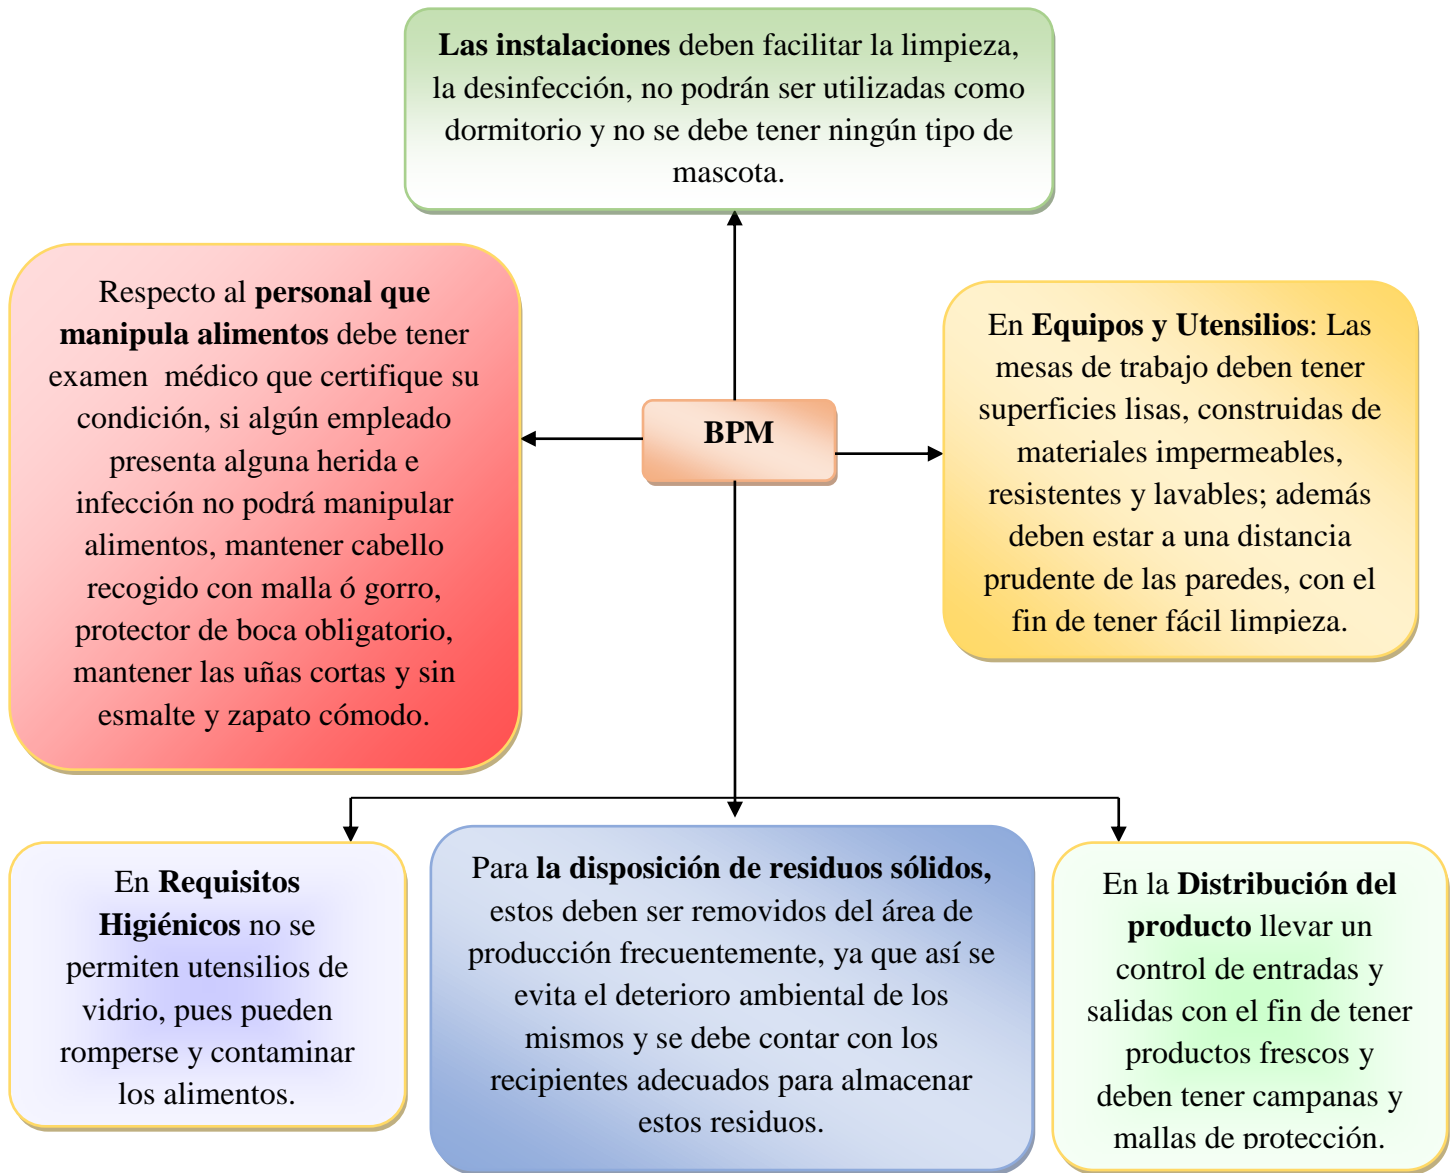 Las instalaciones deben facilitar la limpieza,
la desinfección, no podrán ser utilizadas como
dormitorio y no se debe tener ningún tipo de
mascota.
Respecto al personal que
manipula alimentos debe tener
examen  médico que certifique su
condición, si algún empleado
presenta alguna herida e
infección no podrá manipular
alimentos, mantener cabello
recogido con malla ó gorro,
protector de boca obligatorio,
mantener las uñas cortas y sin
esmalte y zapato cómodo.
BPM
En Equipos y Utensilios: Las
mesas de trabajo deben tener
superficies lisas, construidas de
materiales impermeables,
resistentes y lavables; además
deben estar a una distancia
prudente de las paredes, con el
fin de tener fácil limpieza.
En Requisitos
Higiénicos no se
permiten utensilios de
vidrio, pues pueden
romperse y contaminar
los alimentos.
Para la disposición de residuos sólidos,
estos deben ser removidos del área de
producción frecuentemente, ya que así se
evita el deterioro ambiental de los
mismos y se debe contar con los
recipientes adecuados para almacenar
estos residuos.
En la Distribución del
producto llevar un
control de entradas y
salidas con el fin de tener
productos frescos y
deben tener campanas y
mallas de protección.